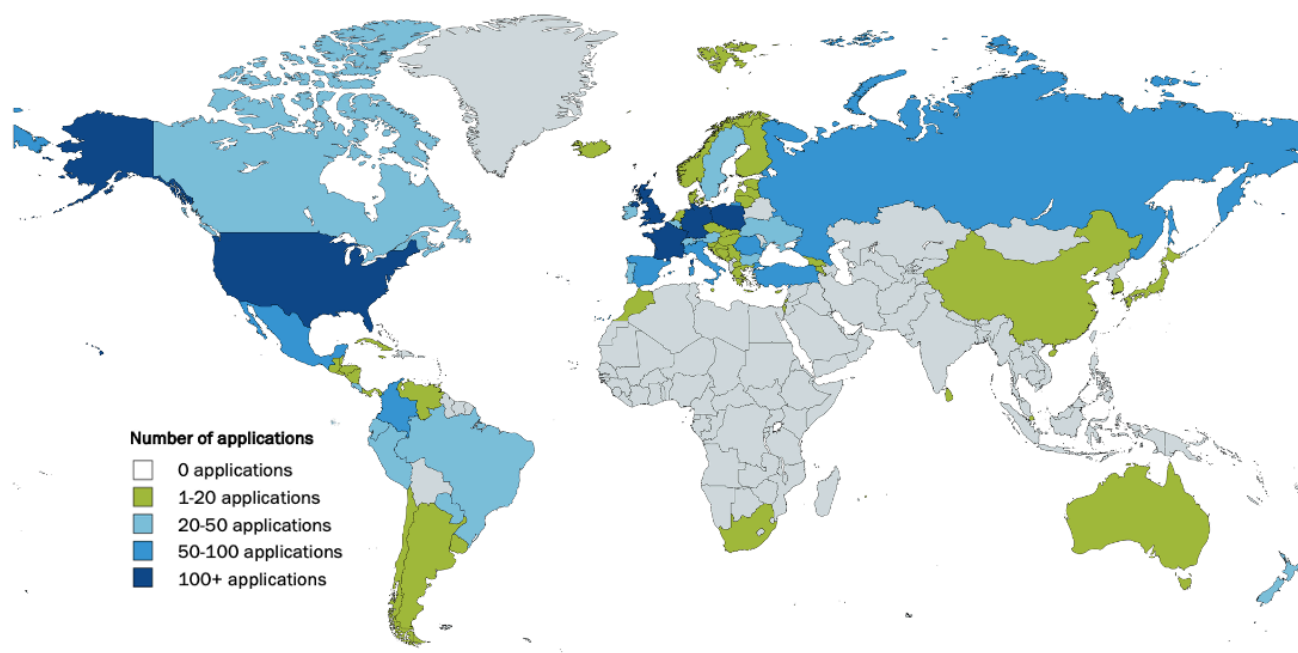 Number of applications
0 applications
1-20 applications
20-50 applications
50-100 applications
100+ applications